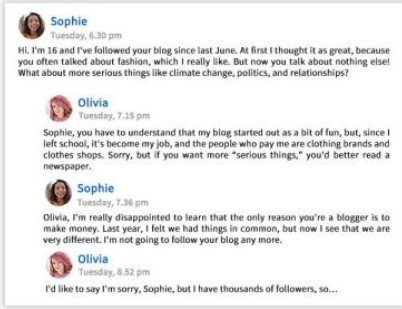 Sophie
Tuesday, 6.30 pm
Hi. I'm 16 and I've followed your blog since last June. At first I thought it as great, because
you often talked about fashion, which I really like. But now you talk about nothing else!
What about more serious things like climate change, politics, and relationships?
Olivia
Tuesday, 7.15 pm
Sophie, you have to understand that my blog started out as a bit of fun, but, since I
left school, it's become my job, and the people who pay me are clothing brands and
clothes shops. Sorry, but if you want more “serious things,” you'd better read a
newspaper.
Sophie
Tuesday, 7.36 pm
Olivia, I'm really disappointed to learn that the only reason you're a blogger is to
make money. Last year, I felt we had things in common, but now I see that we are
very different. I'm not going to follow your blog any more.
Olivia
Tuesday, 8.52 pm
I'd like to say I'm sorry, Sophie, but I have thousands of followers, so...